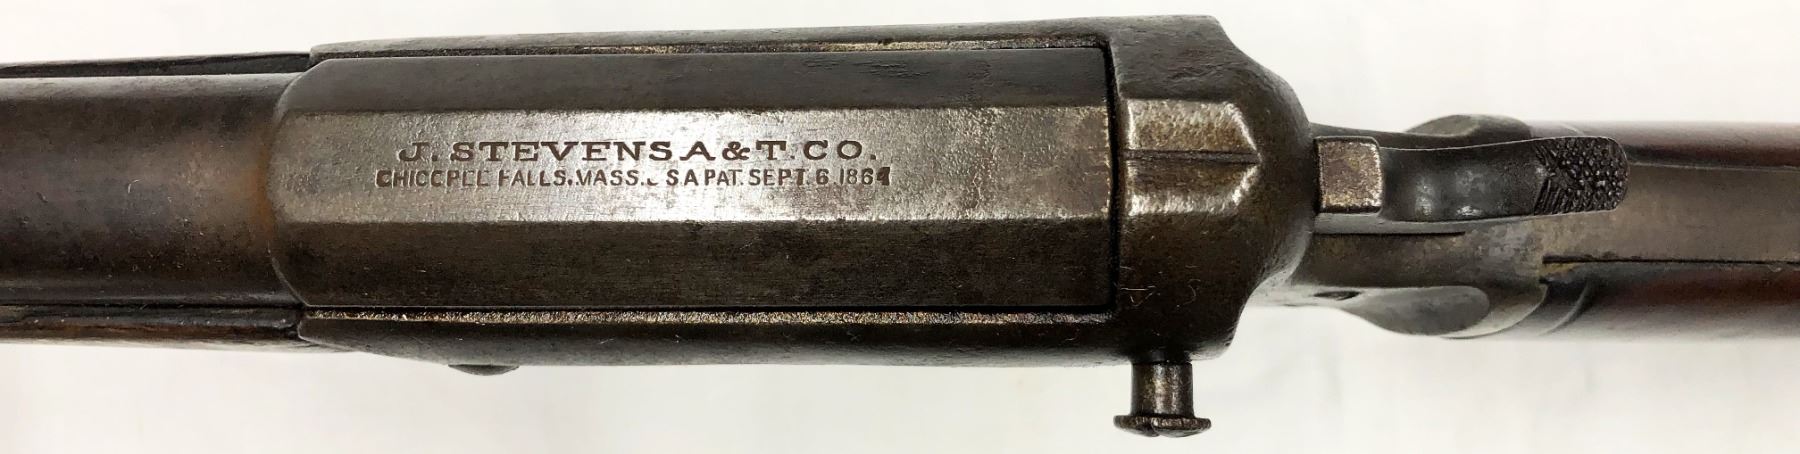 J. STEVENS A & T. CO.
CHICOPEE FALLS, MASS. U S A PAT. SEPT. 6. 1864